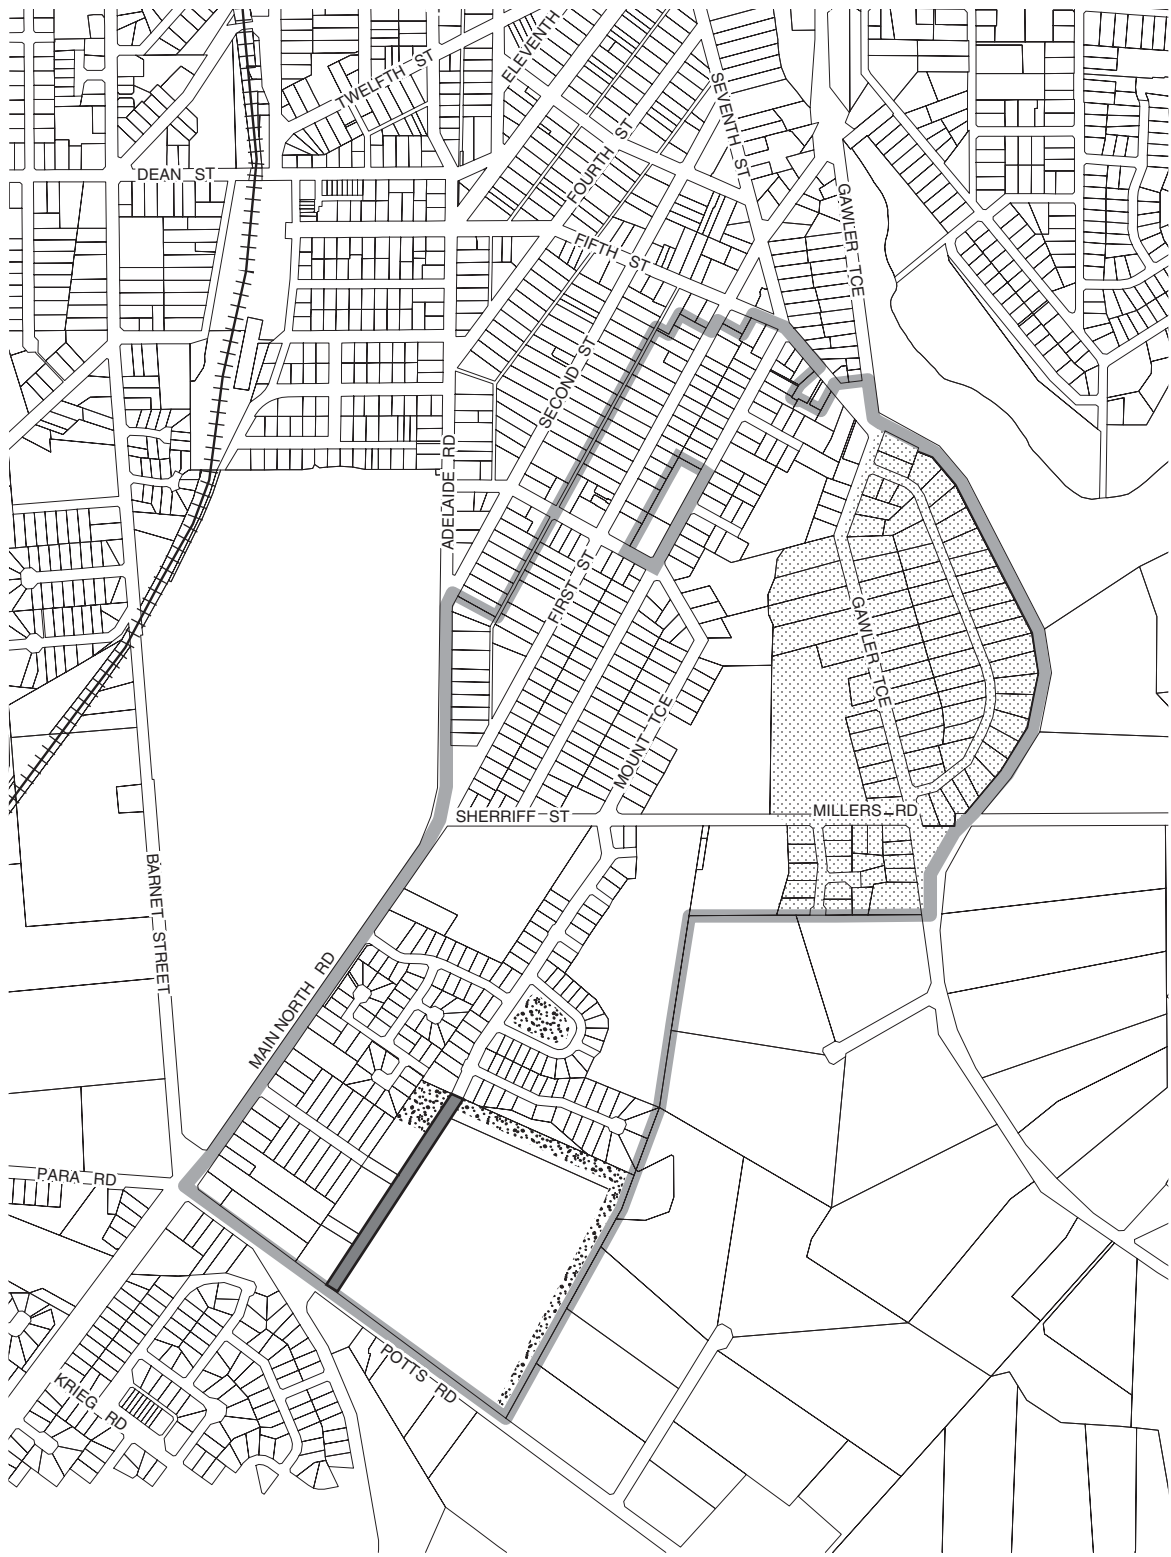 ELEVENTH
TWELFTH ST
SEVENTH ST
FOURTH ST
DEAN ST
GAWLER TCE
FIFTH ST
SECOND ST
ADELAIDE RD
FIRST ST
GAWLER TCE
MOUNT TCE
SHERRIFF ST
MILLERS RD
BARNET STREET
MAIN NORTH RD
PARA RD
POTTS RD
KRIEG RD